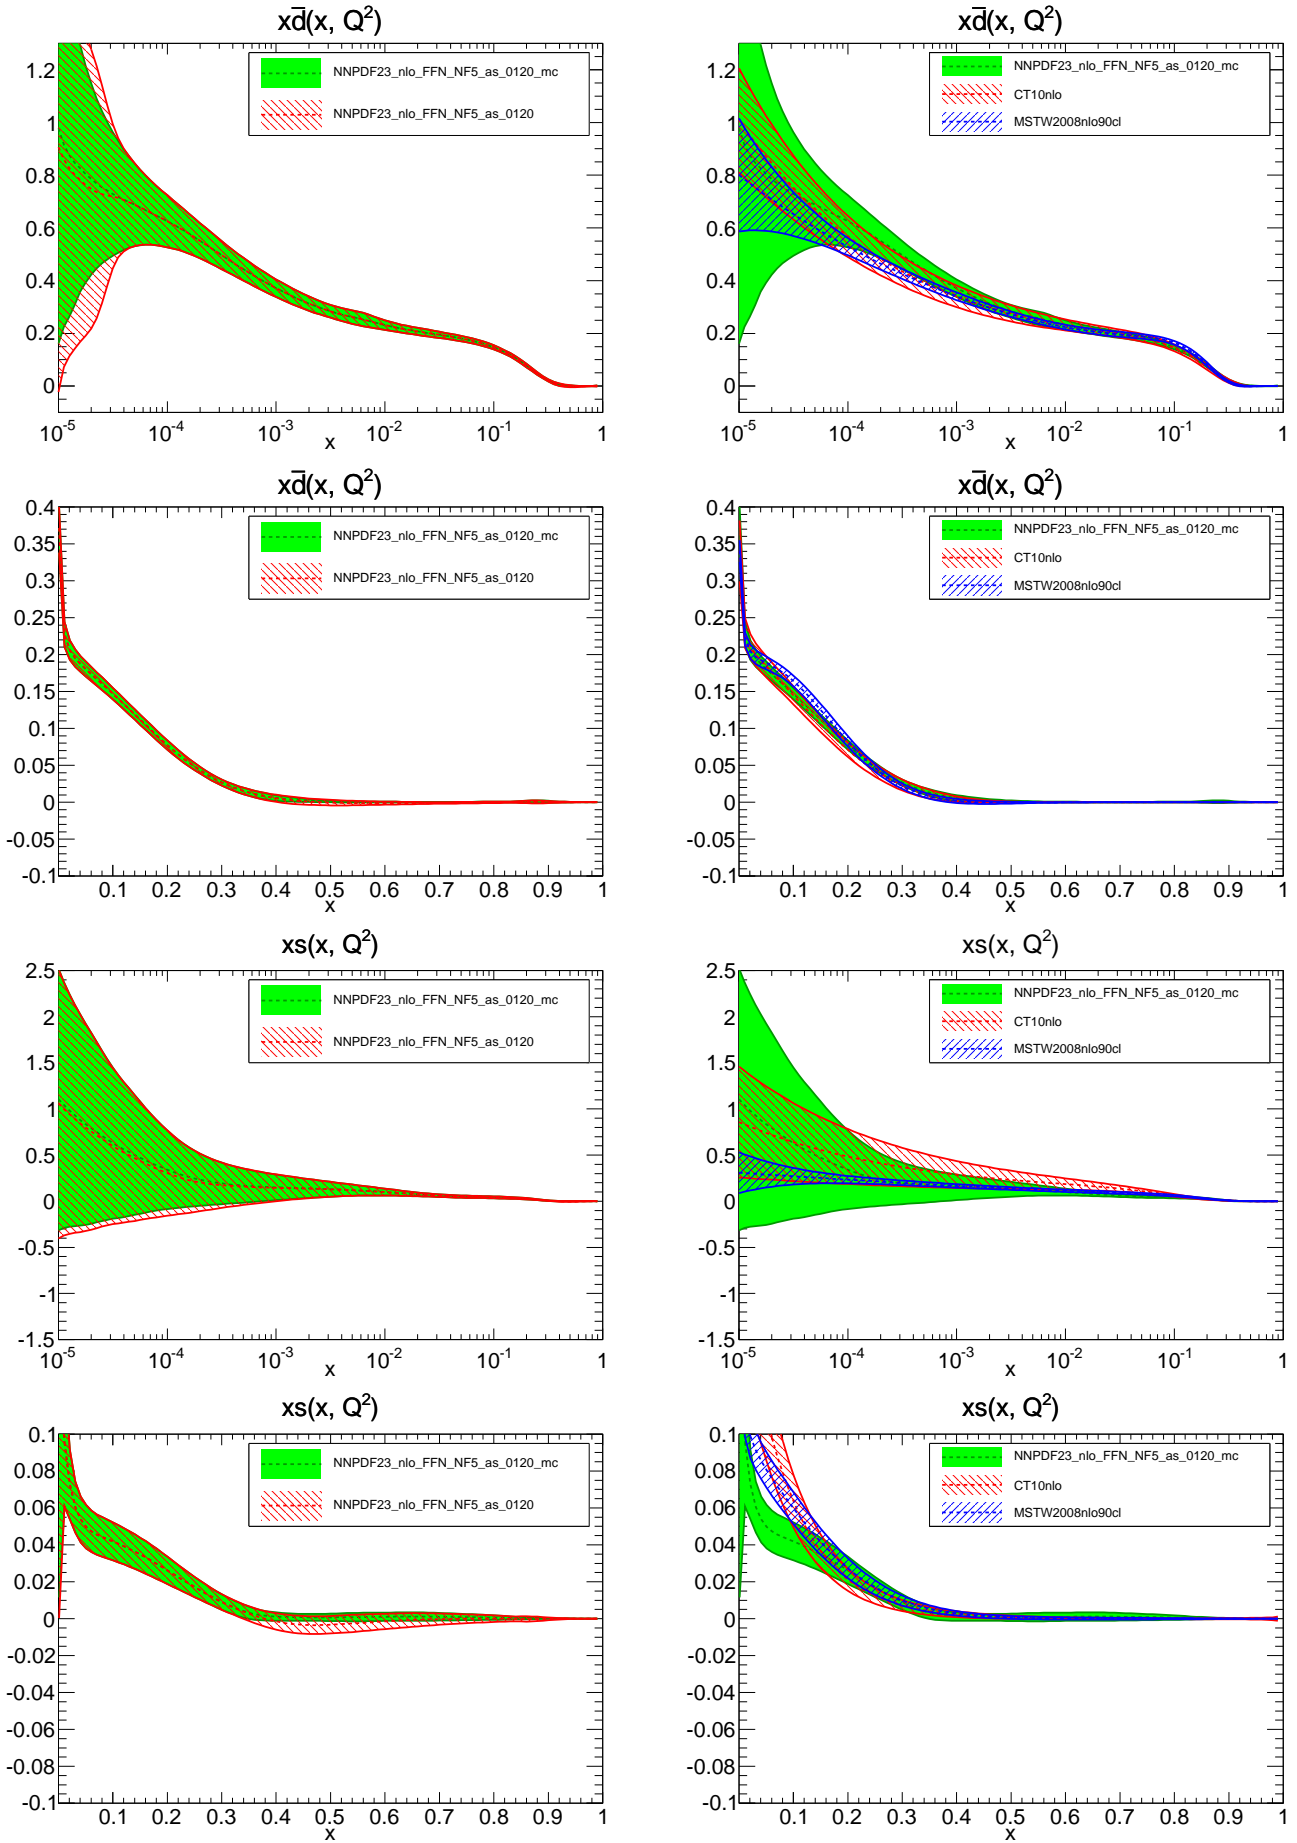 xd̅(x, Q²)
NNPDF23_nlo_FFN_NF5_as_0120_mc
NNPDF23_nlo_FFN_NF5_as_0120
1.2
1
0.8
0.6
0.4
0.2
0
10⁻⁵ 10⁻⁴ 10⁻³ 10⁻² 10⁻¹ 1
x
xd̅(x, Q²)
NNPDF23_nlo_FFN_NF5_as_0120_mc
CT10nlo
MSTW2008nlo90cl
1.2
1
0.8
0.6
0.4
0.2
0
10⁻⁵ 10⁻⁴ 10⁻³ 10⁻² 10⁻¹ 1
x
xd̅(x, Q²)
NNPDF23_nlo_FFN_NF5_as_0120_mc
NNPDF23_nlo_FFN_NF5_as_0120
0.4
0.35
0.3
0.25
0.2
0.15
0.1
0.05
0
-0.05
-0.1
0.1 0.2 0.3 0.4 0.5 0.6 0.7 0.8 0.9 1
x
xd̅(x, Q²)
NNPDF23_nlo_FFN_NF5_as_0120_mc
CT10nlo
MSTW2008nlo90cl
0.4
0.35
0.3
0.25
0.2
0.15
0.1
0.05
0
-0.05
-0.1
0.1 0.2 0.3 0.4 0.5 0.6 0.7 0.8 0.9 1
x
xs(x, Q²)
NNPDF23_nlo_FFN_NF5_as_0120_mc
NNPDF23_nlo_FFN_NF5_as_0120
2.5
2
1.5
1
0.5
0
-0.5
-1
-1.5
10⁻⁵ 10⁻⁴ 10⁻³ 10⁻² 10⁻¹ 1
x
xs(x, Q²)
NNPDF23_nlo_FFN_NF5_as_0120_mc
CT10nlo
MSTW2008nlo90cl
2.5
2
1.5
1
0.5
0
-0.5
-1
-1.5
10⁻⁵ 10⁻⁴ 10⁻³ 10⁻² 10⁻¹ 1
x
xs(x, Q²)
NNPDF23_nlo_FFN_NF5_as_0120_mc
NNPDF23_nlo_FFN_NF5_as_0120
0.1
0.08
0.06
0.04
0.02
0
-0.02
-0.04
-0.06
-0.08
-0.1
0.1 0.2 0.3 0.4 0.5 0.6 0.7 0.8 0.9 1
x
xs(x, Q²)
NNPDF23_nlo_FFN_NF5_as_0120_mc
CT10nlo
MSTW2008nlo90cl
0.1
0.08
0.06
0.04
0.02
0
-0.02
-0.04
-0.06
-0.08
-0.1
0.1 0.2 0.3 0.4 0.5 0.6 0.7 0.8 0.9 1
x